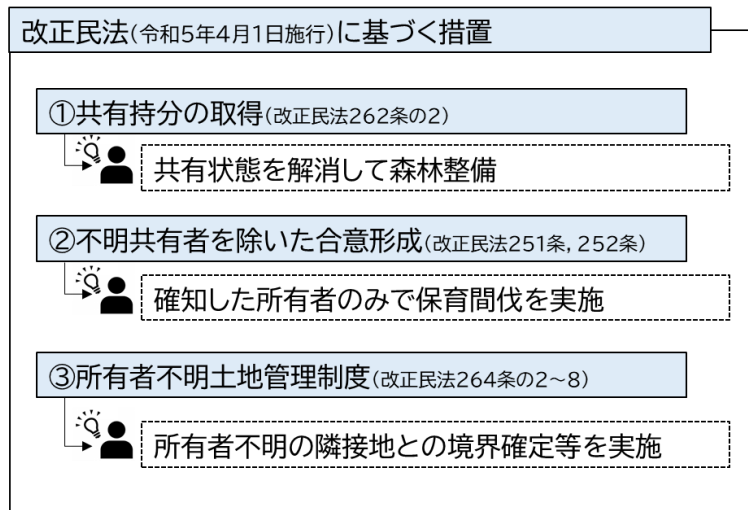 改正民法(令和5年4月1日施行)に基づく措置
①共有持分の取得(改正民法262条の2)
共有状態を解消して森林整備
②不明共有者を除いた合意形成(改正民法251条, 252条)
確知した所有者のみで保育間伐を実施
③所有者不明土地管理制度(改正民法264条の2~8)
所有者不明の隣接地との境界確定等を実施